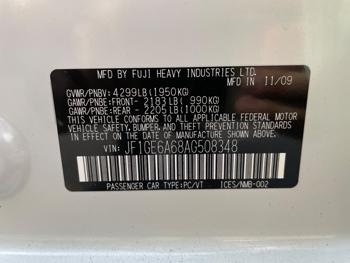 MFD BY FUJI HEAVY INDUSTRIES LTD.
MFD IN 11/09
GVWR/PNBV: 4299LB(1950KG)
GAWR/PNBE: FRONT- 2183LB( 990KG)
GAWR/PNBE: REAR - 2205LB(1000KG)
THIS VEHICLE CONFORMS TO ALL APPLICABLE
FEDERAL MOTOR VEHICLE SAFETY,
BUMPER, AND THEFT PREVENTION STANDARDS
IN EFFECT ON THE DATE OF
MANUFACTURE SHOWN ABOVE.
VIN: JF1GE6A68AG508348
PASSENGER CAR TYPE:PC/VT ICES/NMB-002